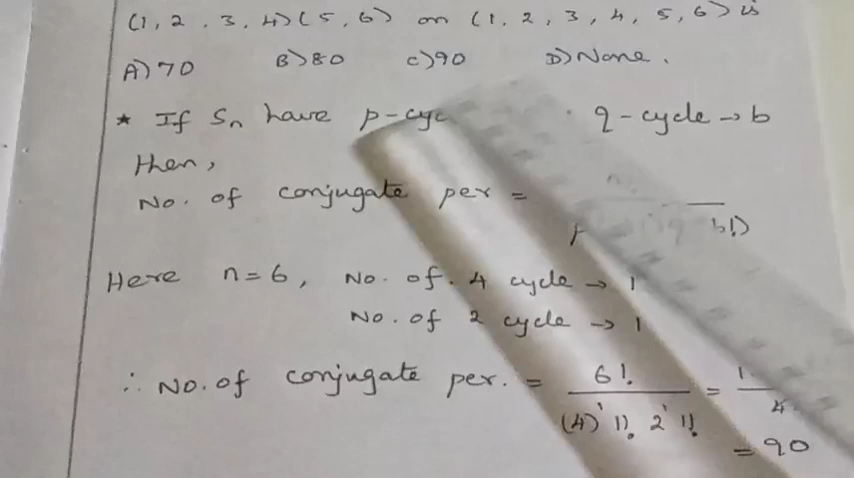 (1, 2, 3, 4)(5, 6) on (1, 2, 3, 4, 5, 6) is
A) 70 B) 80 C) 90 D) None.
* If Sn have q-cycle → b
then,
No. of conjugate per = b!)
Here n=6, No. of 4 cycle → 1
No. of 2 cycle → 1
∴ No. of conjugate per. = 6! / (4)¹ 1!. 2¹ 1! =
= 90